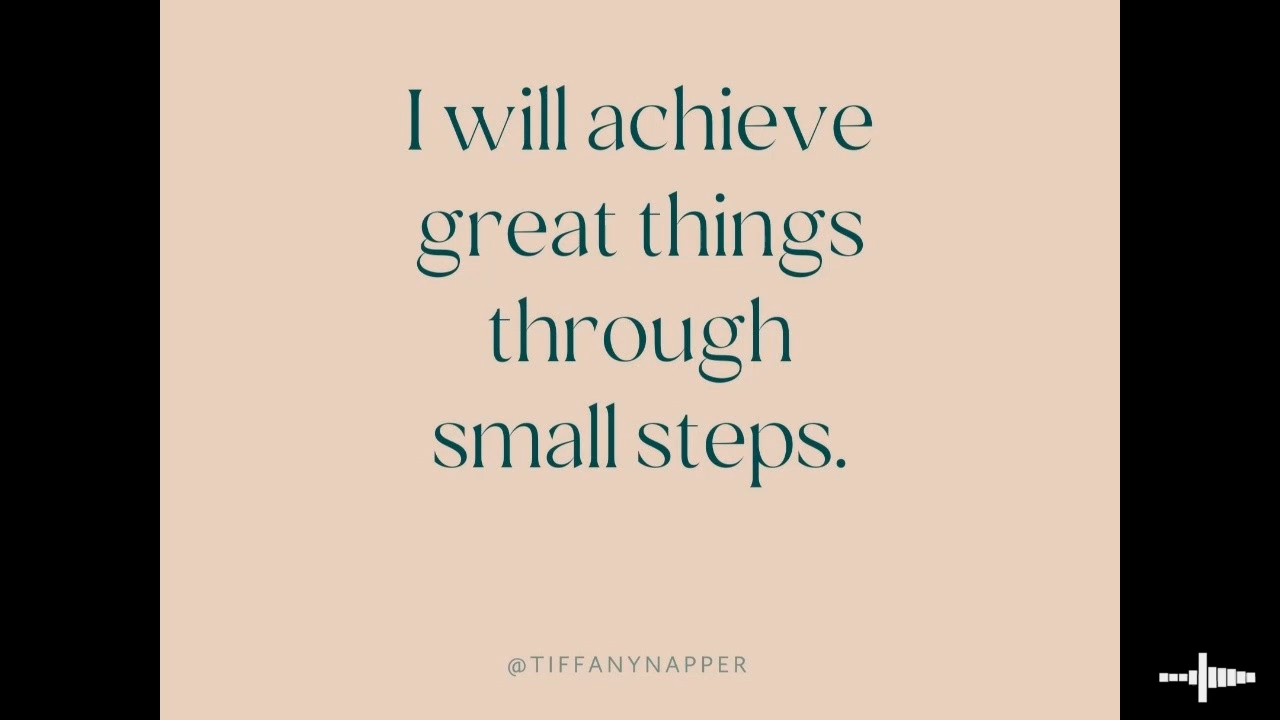 I will achieve
great things
through
small steps.
@TIFFANYNAPPER